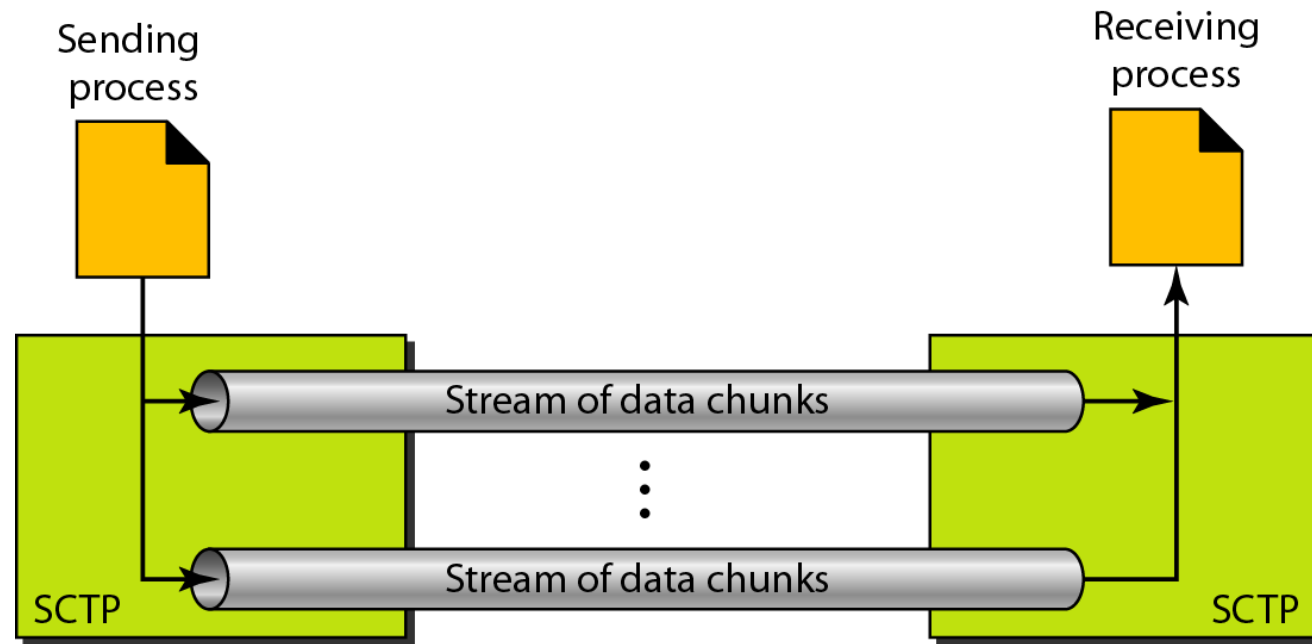 Sending
process
Receiving
process
Stream of data chunks
Stream of data chunks
SCTP
SCTP